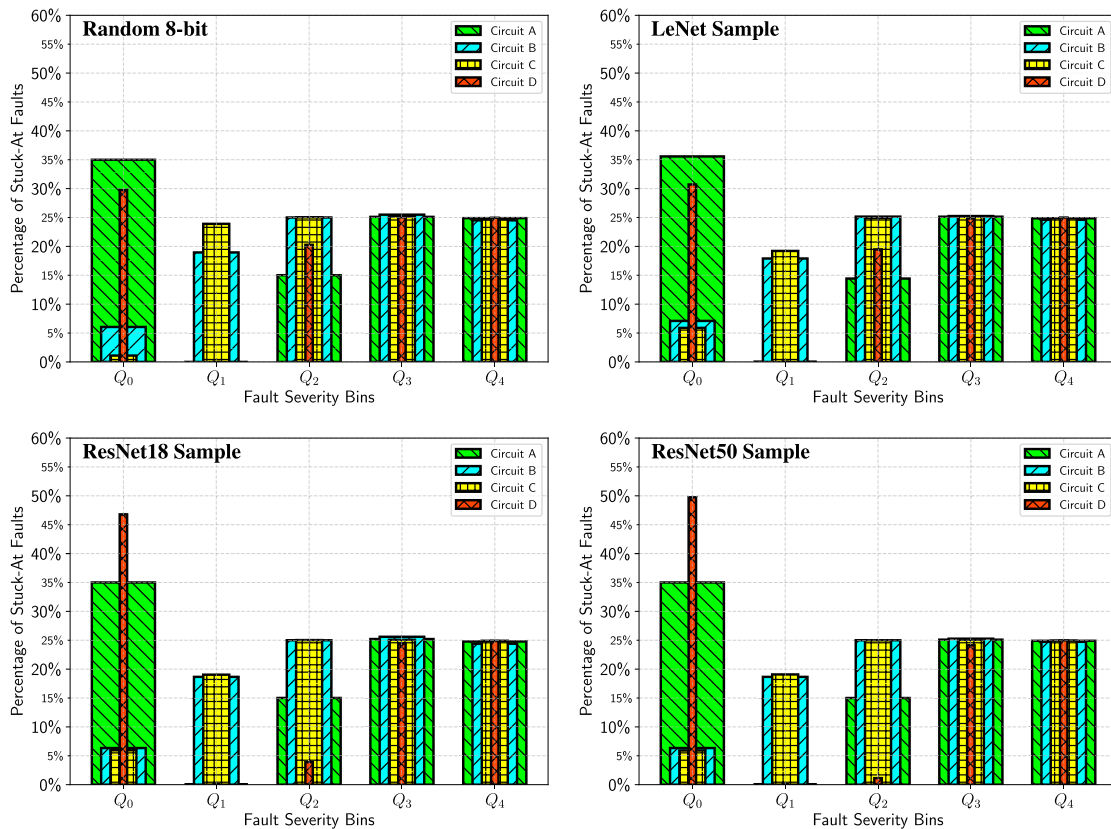 Random 8-bit
Percentage of Stuck-At Faults
60%
55%
50%
45%
40%
35%
30%
25%
20%
15%
10%
5%
0%
Circuit A
Circuit B
Circuit C
Circuit D
Q0 Q1 Q2 Q3 Q4
Fault Severity Bins
LeNet Sample
Percentage of Stuck-At Faults
60%
55%
50%
45%
40%
35%
30%
25%
20%
15%
10%
5%
0%
Circuit A
Circuit B
Circuit C
Circuit D
Q0 Q1 Q2 Q3 Q4
Fault Severity Bins
ResNet18 Sample
Percentage of Stuck-At Faults
60%
55%
50%
45%
40%
35%
30%
25%
20%
15%
10%
5%
0%
Circuit A
Circuit B
Circuit C
Circuit D
Q0 Q1 Q2 Q3 Q4
Fault Severity Bins
ResNet50 Sample
Percentage of Stuck-At Faults
60%
55%
50%
45%
40%
35%
30%
25%
20%
15%
10%
5%
0%
Circuit A
Circuit B
Circuit C
Circuit D
Q0 Q1 Q2 Q3 Q4
Fault Severity Bins